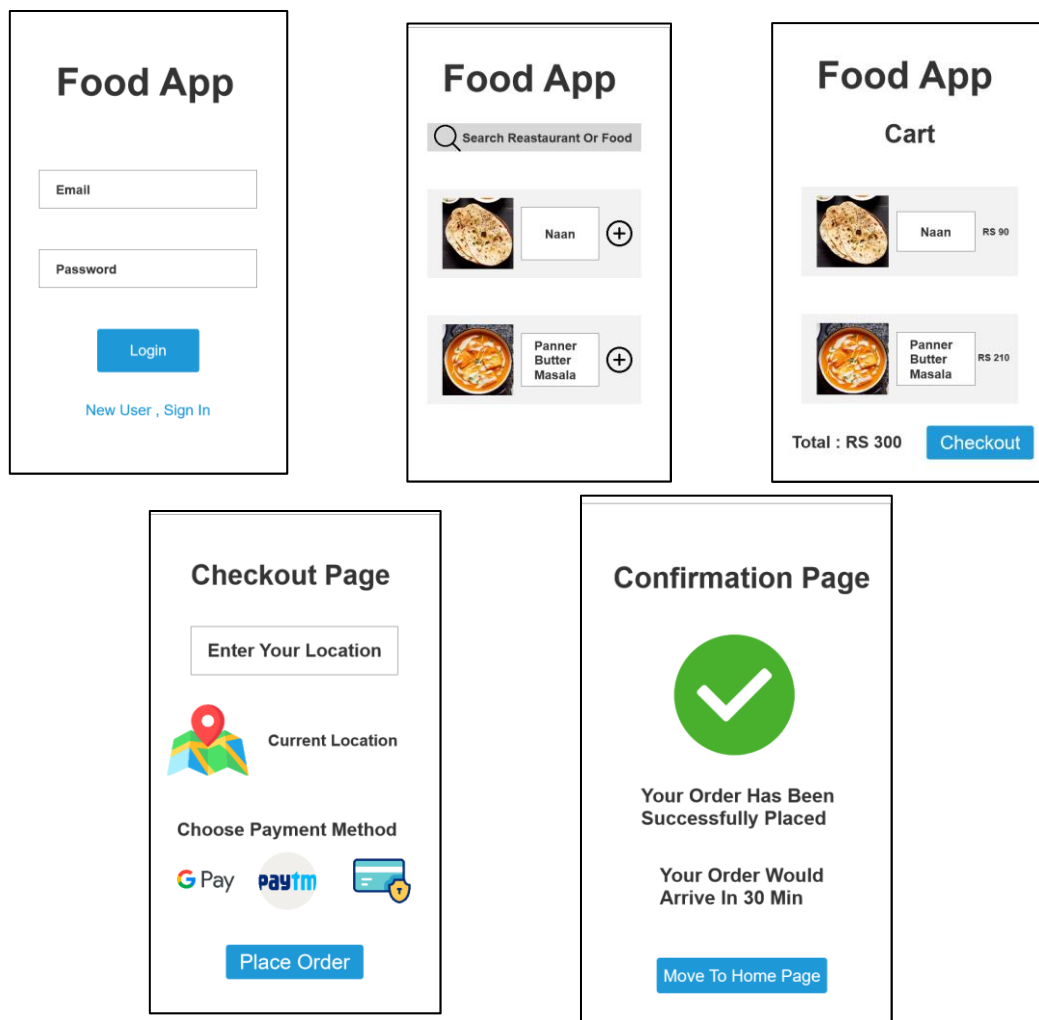 Food App
Email
Password
Login
New User , Sign In
Food App
Search Reastaurant Or Food
Naan
Panner
Butter
Masala
Food App
Cart
Naan
RS 90
Panner
Butter
Masala
RS 210
Total : RS 300
Checkout
Checkout Page
Enter Your Location
Current Location
Choose Payment Method
G Pay
paytm
Place Order
Confirmation Page
Your Order Has Been
Successfully Placed
Your Order Would
Arrive In 30 Min
Move To Home Page